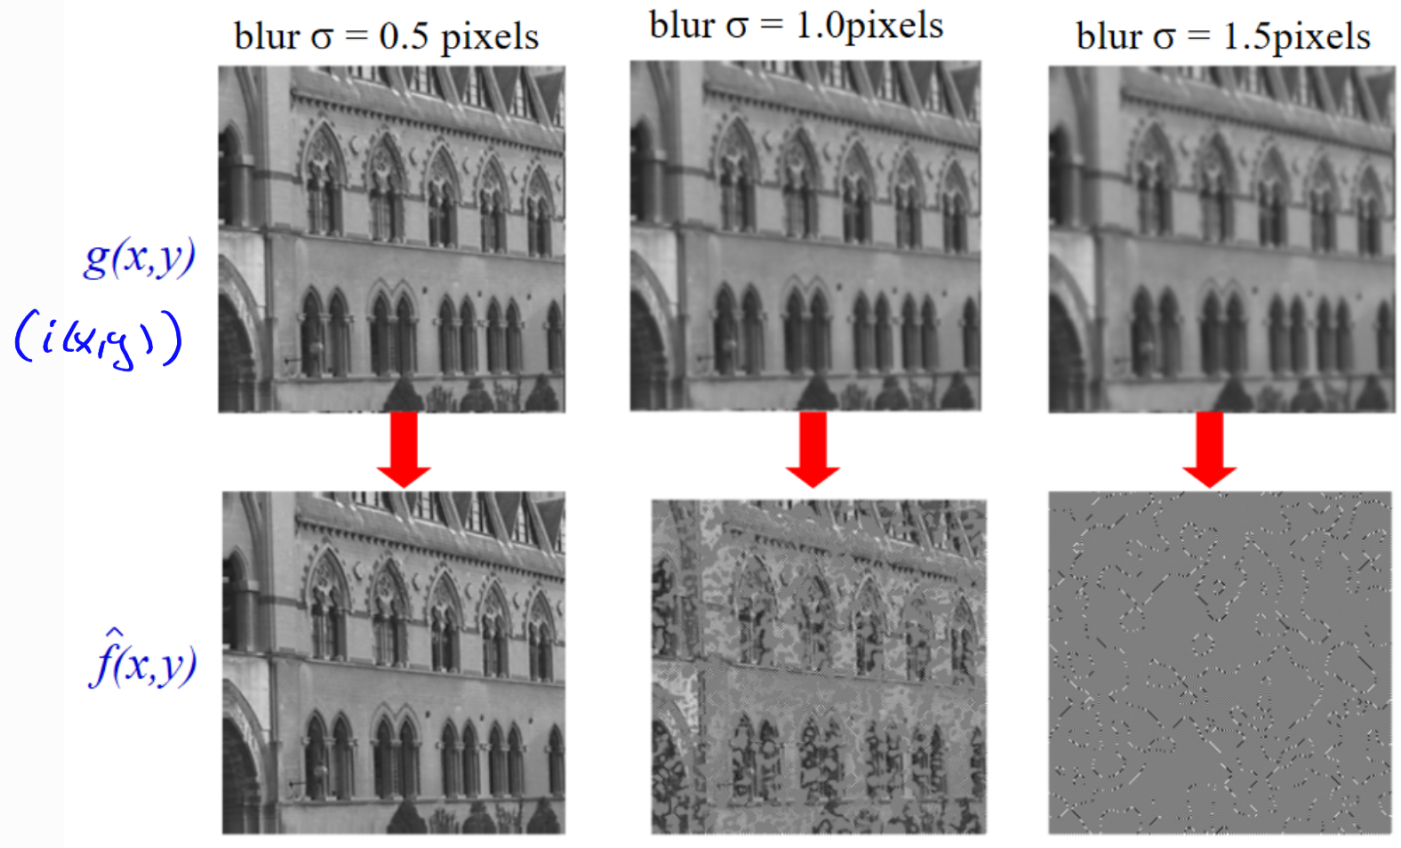 blur σ = 0.5 pixels
blur σ = 1.0pixels
blur σ = 1.5pixels
g(x,y)
(i(x,y))
f̂(x,y)